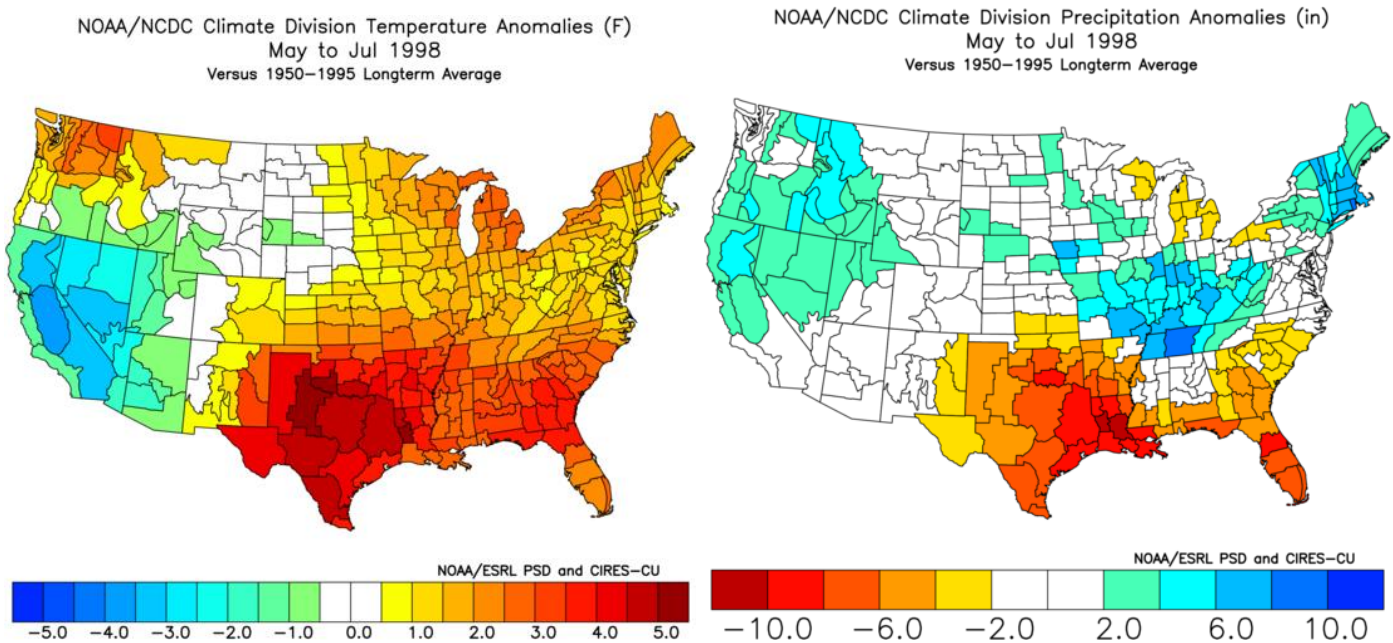 NOAA/NCDC Climate Division Temperature Anomalies (F)
May to Jul 1998
Versus 1950−1995 Longterm Average
NOAA/ESRL PSD and CIRES−CU
−5.0 −4.0 −3.0 −2.0 −1.0 0.0 1.0 2.0 3.0 4.0 5.0
NOAA/NCDC Climate Division Precipitation Anomalies (in)
May to Jul 1998
Versus 1950−1995 Longterm Average
NOAA/ESRL PSD and CIRES−CU
−10.0 −6.0 −2.0 2.0 6.0 10.0